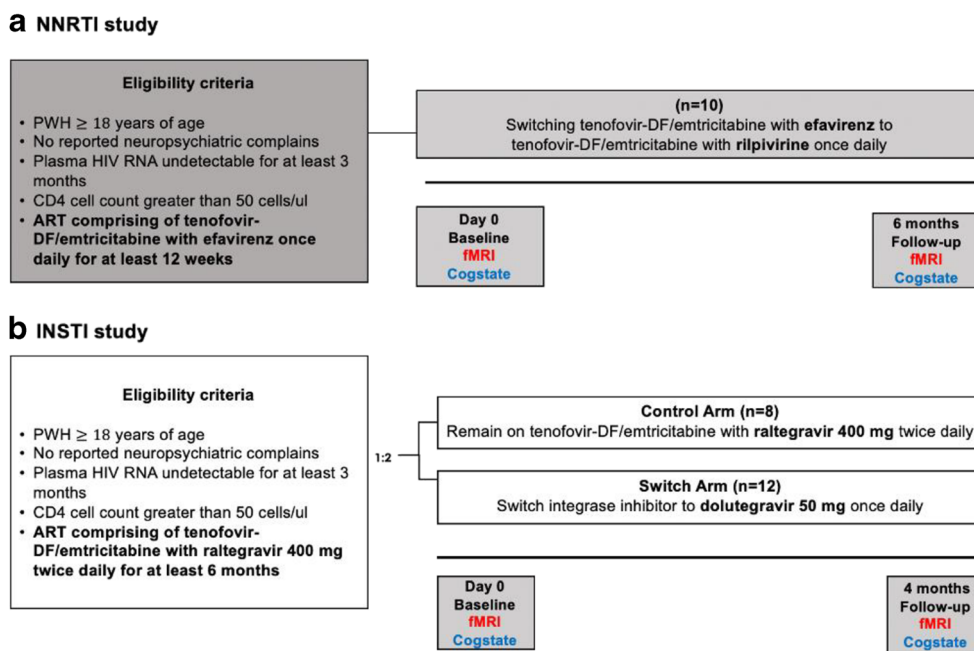 a NNRTI study
Eligibility criteria
• PWH ≥ 18 years of age
• No reported neuropsychiatric complains
• Plasma HIV RNA undetectable for at least 3
months
• CD4 cell count greater than 50 cells/ul
• ART comprising of tenofovir-
DF/emtricitabine with efavirenz once
daily for at least 12 weeks
(n=10)
Switching tenofovir-DF/emtricitabine with efavirenz to
tenofovir-DF/emtricitabine with rilpivirine once daily
Day 0
Baseline
fMRI
Cogstate
6 months
Follow-up
fMRI
Cogstate
b INSTI study
Eligibility criteria
• PWH ≥ 18 years of age
• No reported neuropsychiatric complains
• Plasma HIV RNA undetectable for at least 3
months
• CD4 cell count greater than 50 cells/ul
• ART comprising of tenofovir-
DF/emtricitabine with raltegravir 400 mg
twice daily for at least 6 months
1:2
Control Arm (n=8)
Remain on tenofovir-DF/emtricitabine with raltegravir 400 mg twice daily
Switch Arm (n=12)
Switch integrase inhibitor to dolutegravir 50 mg once daily
Day 0
Baseline
fMRI
Cogstate
4 months
Follow-up
fMRI
Cogstate